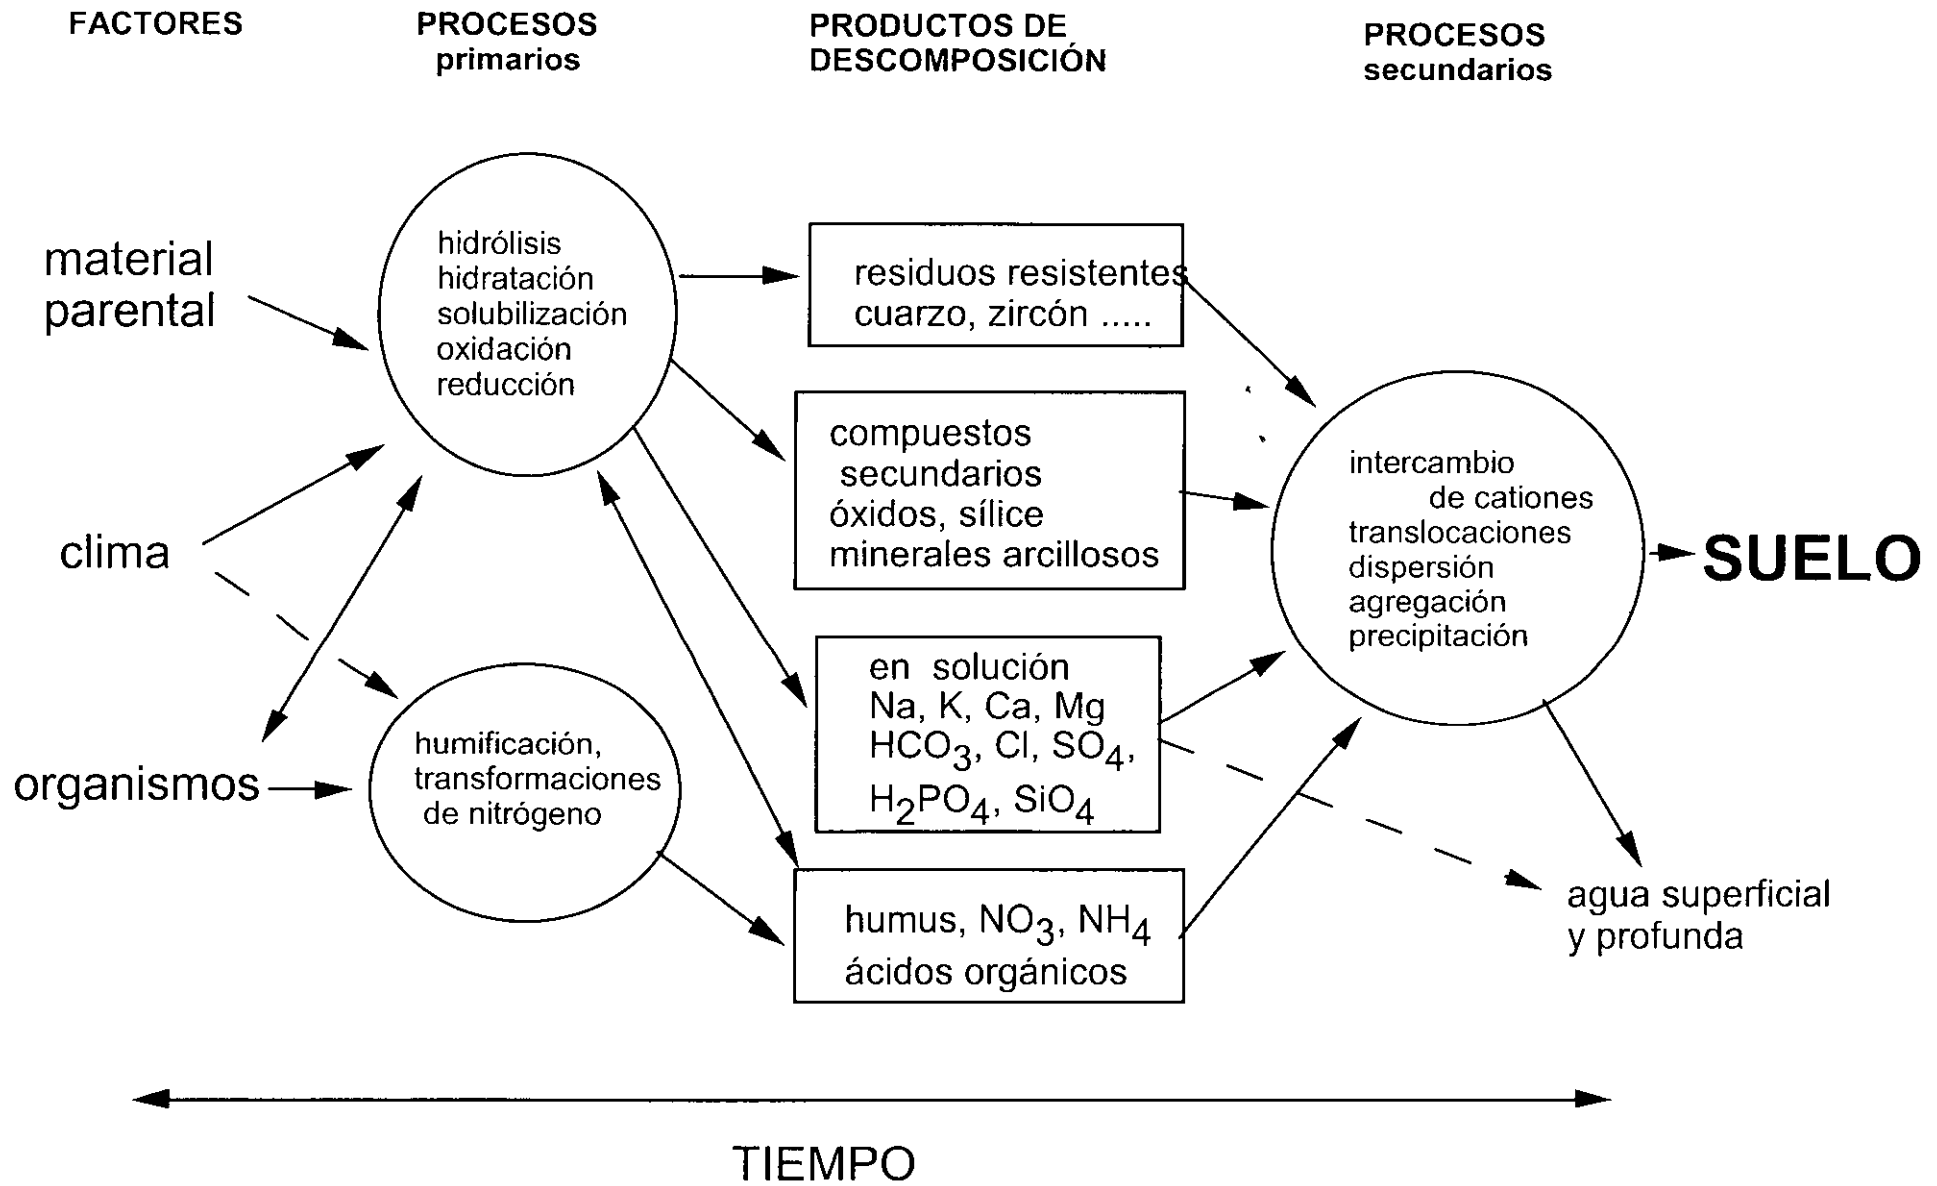 FACTORES
PROCESOS
primarios
PRODUCTOS DE
DESCOMPOSICIÓN
PROCESOS
secundarios
material
parental
clima
organismos
hidrólisis
hidratación
solubilización
oxidación
reducción
humificación,
transformaciones
de nitrógeno
residuos resistentes
cuarzo, zircón .....
compuestos
secundarios
óxidos, sílice
minerales arcillosos
en solución
Na, K, Ca, Mg
HCO3, Cl, SO4,
H2PO4, SiO4
humus, NO3, NH4
ácidos orgánicos
intercambio
de cationes
translocaciones
dispersión
agregación
precipitación
SUELO
agua superficial
y profunda
TIEMPO